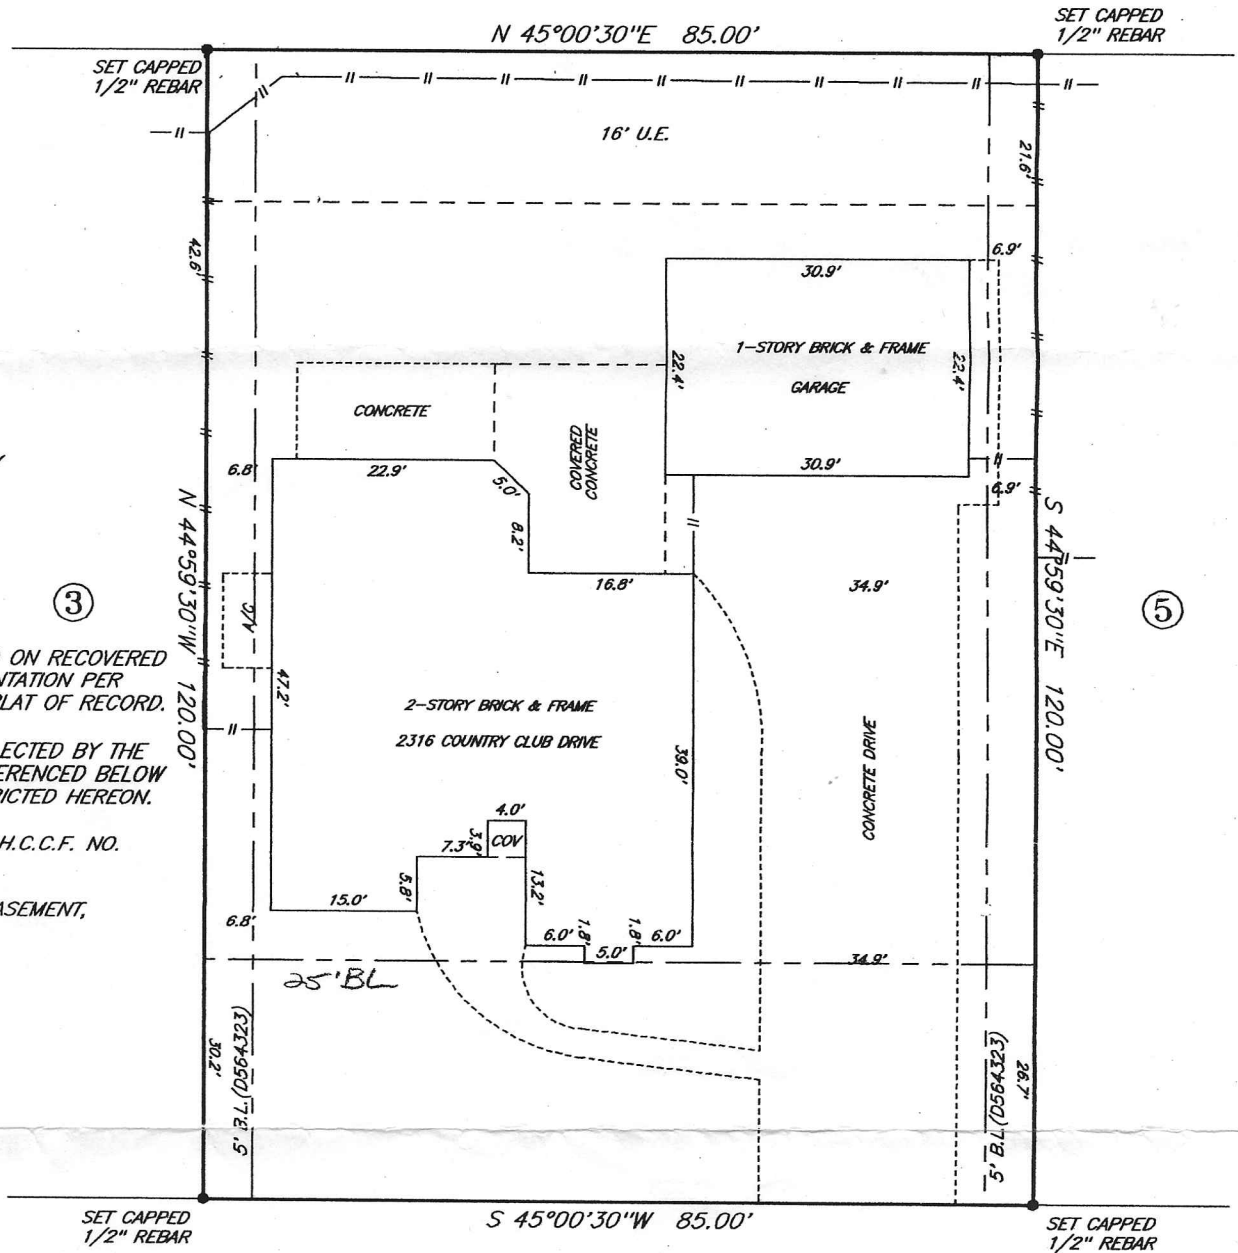 N 45°00'30"E 85.00'
SET CAPPED
1/2" REBAR
SET CAPPED
1/2" REBAR
16' U.E.
21.6'
42.6'
6.9'
30.9'
1-STORY BRICK & FRAME
GARAGE
22.4'
22.4'
CONCRETE
COVERED
CONCRETE
30.9'
6.8'
22.9'
5.0'
6.9'
8.2'
N 44°59'30"W 120.00'
S 44°59'30"E 120.00'
16.8'
34.9'
3
5
A/C
ON RECOVERED
NTATION PER
PLAT OF RECORD.
47.2'
2-STORY BRICK & FRAME
2316 COUNTRY CLUB DRIVE
39.0'
CONCRETE DRIVE
LECTED BY THE
ERENCED BELOW
PICTED HEREON.
4.0'
H.C.C.F. NO.
7.3'
3.9'
COV
5.8'
13.2'
15.0'
ASEMENT,
6.8'
6.0'
1.8'
5.0'
1.8'
6.0'
34.9'
25' BL
30.2'
5' B.L.(D564323)
5' B.L.(D564323)
26.7'
SET CAPPED
1/2" REBAR
S 45°00'30"W 85.00'
SET CAPPED
1/2" REBAR